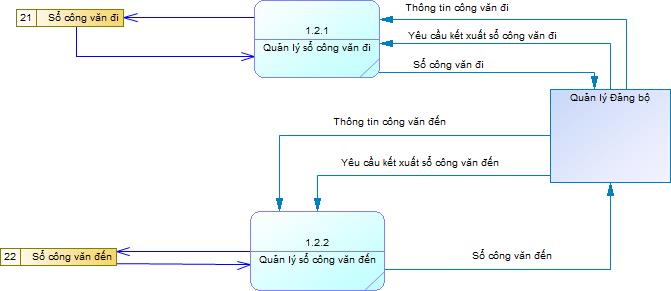 21 Sổ công văn đi
1.2.1
Quản lý sổ công văn đi
Thông tin công văn đi
Yêu cầu kết xuất sổ công văn đi
Sổ công văn đi
Quản lý Đảng bộ
Thông tin công văn đến
Yêu cầu kết xuất sổ công văn đến
1.2.2
Quản lý sổ công văn đến
22 Sổ công văn đến
Sổ công văn đến